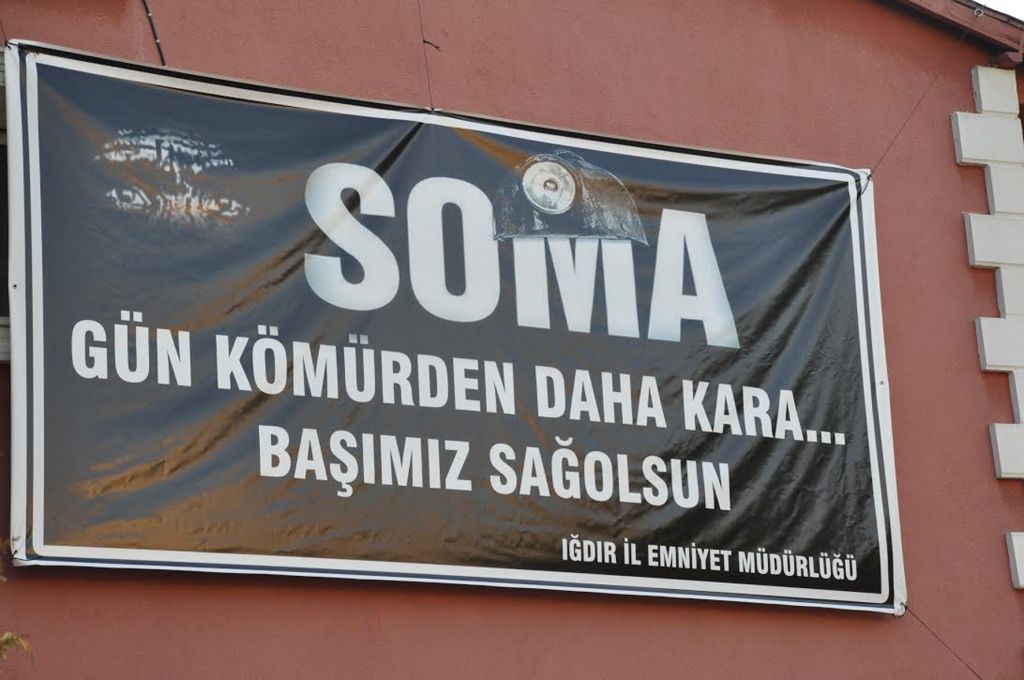 SOMA
GÜN KÖMÜRDEN DAHA KARA...
BAŞIMIZ SAĞOLSUN
IĞDIR İL EMNİYET MÜDÜRLÜĞÜ